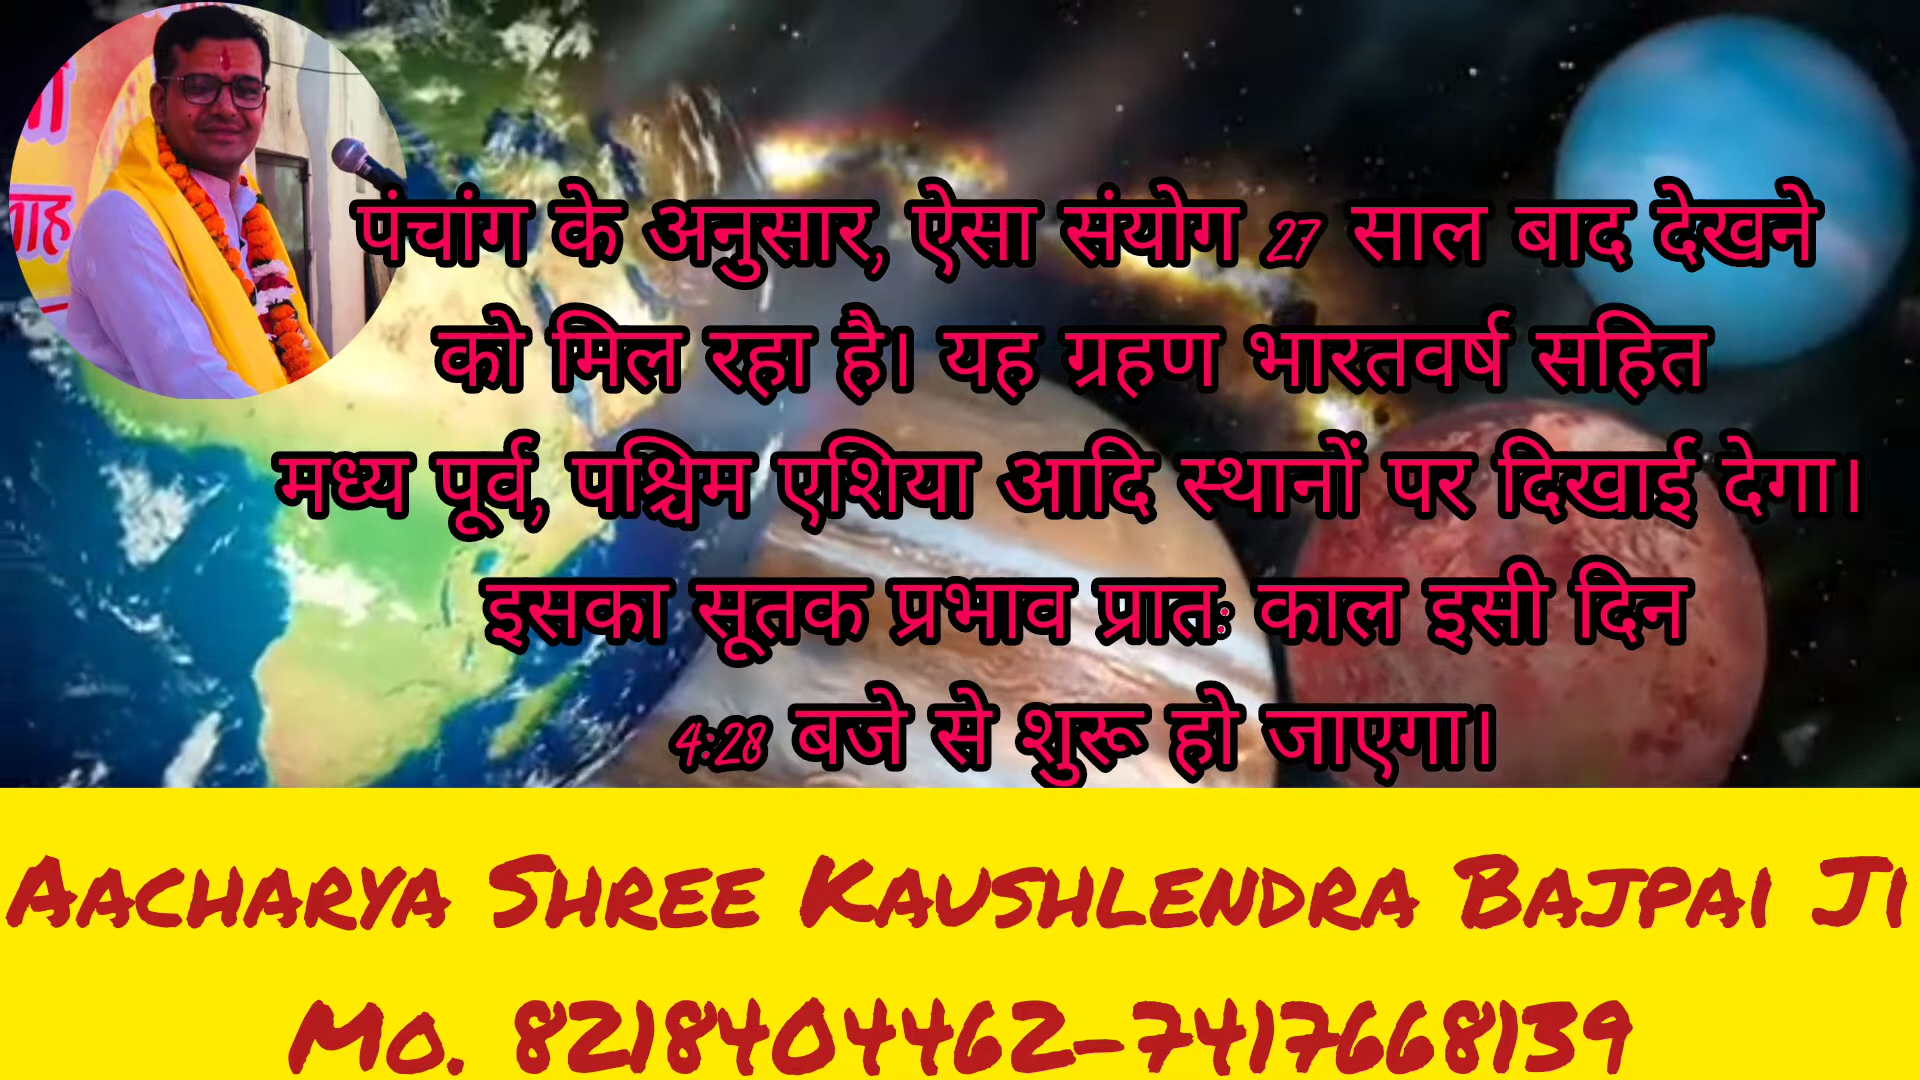 पंचांग के अनुसार, ऐसा संयोग 27 साल बाद देखने
को मिल रहा है। यह ग्रहण भारतवर्ष सहित
मध्य पूर्व, पश्चिम एशिया आदि स्थानों पर दिखाई देगा।
इसका सूतक प्रभाव प्रातः काल इसी दिन
4:28 बजे से शुरू हो जाएगा।
Aacharya Shree Kaushlendra Bajpai Ji
Mo. 8218404462-7417668139